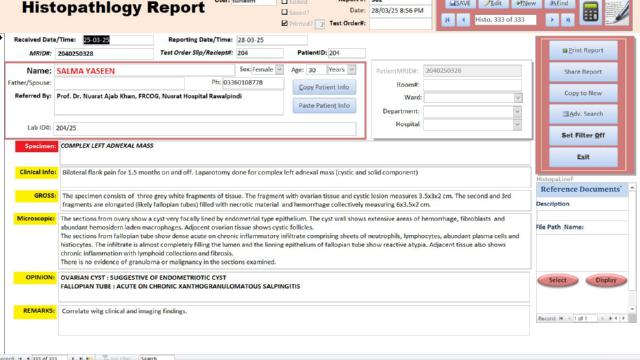 Histopathlogy Report
Date: 28/03/25 8:56 PM
Test Order#:
SAVE Edit New Find
Histo. 333 of 333
Received Date/Time: 25-03-25 Reporting Date/Time: 28-03-25
MRID#: 2040250328 Test Order Slip/Reciept#: 204 PatientID: 204
Name: SALMA YASEEN Sex: Female Age: 30 Years
Father/Spouse: Ph: 03360108778
Referred By: Prof. Dr. Nusrat Ajab Khan, FRCOG, Nusrat Hospital Rawalpindi
Lab ID#: 204/25
Copy Patient Info
Paste Patient Info
PatientMRID#: 2040250328
Room#:
Ward:
Department:
Hospital
Print Report
Share Report
Copy to New
Adv. Search
Set Filter Off
Exit
Specimen: COMPLEX LEFT ADNEXAL MASS
Clinical Info: Bilateral flank pain for 1.5 months on and off. Laparotomy done for complex left adnexal mass (cystic and solid component)
GROSS: The specimen consists of three grey white fragments of tissue. The fragment with ovarian tissue and cystic lesion measures 3.5x3x2 cm. The second and 3rd
fragments are elongated (likely fallopian tubes) filled with necrotic material and hemorrhage collectively measuring 6x3.5x2 cm.
Microscopic: The sections from ovary show a cyst very focally lined by endometrial type epithelium. The cyst wall shows extensive areas of hemorrhage, fibroblasts and
abundant hemosiderin laden macrophages. Adjacent ovarian tissue shows cystic follicles.
The sections from fallopian tube show dense acute on chronic inflammatory infiltrate comprising sheets of neutrophils, lymphocytes, abundant plasma cells and
histiocytes. The infiltrate is almost completely filling the lumen and the linning epithelium of fallopian tube show reactive atypia. Adjacent tissue also shows
chronic inflammation with lymphoid collections and fibrosis.
There is no evidence of granuloma or malignancy in the sections examined.
OPINION: OVARIAN CYST : SUGGESTIVE OF ENDOMETRIOTIC CYST
FALLOPIAN TUBE : ACUTE ON CHRONIC XANTHOGRANULOMATOUS SALPINGITIS
REMARKS: Correlate witg clinical and imaging findings.
HistopaLineF
Reference Documents`
Description
File Path_Name:
Select Display
Record: 1 of 1
333 of 333 Search